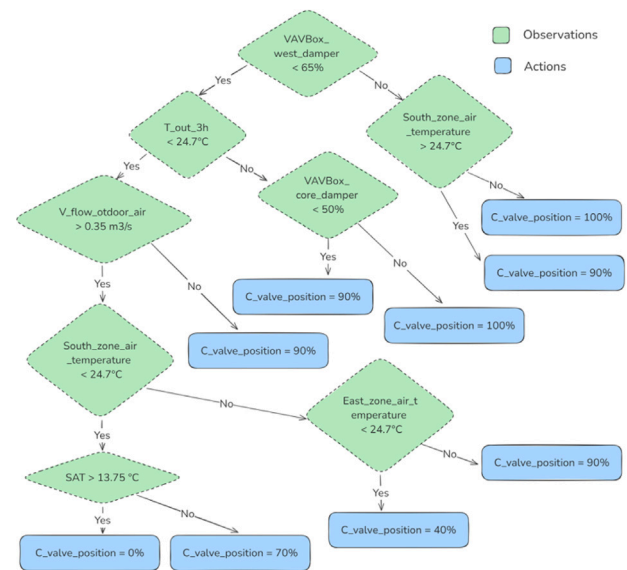 VAVBox_
west_damper
< 65%
Observations
Actions
Yes
No
T_out_3h
< 24.7°C
South_zone_air
_temperature
> 24.7°C
Yes
No
V_flow_otdoor_air
> 0.35 m3/s
VAVBox_
core_damper
< 50%
No
C_valve_position = 100%
Yes
Yes
No
Yes
No
C_valve_position = 90%
C_valve_position = 90%
C_valve_position = 100%
C_valve_position = 90%
South_zone_air
_temperature
< 24.7°C
No
East_zone_air_t
emperature
< 24.7°C
Yes
No
C_valve_position = 90%
SAT > 13.75 °C
Yes
No
Yes
C_valve_position = 40%
C_valve_position = 0%
C_valve_position = 70%